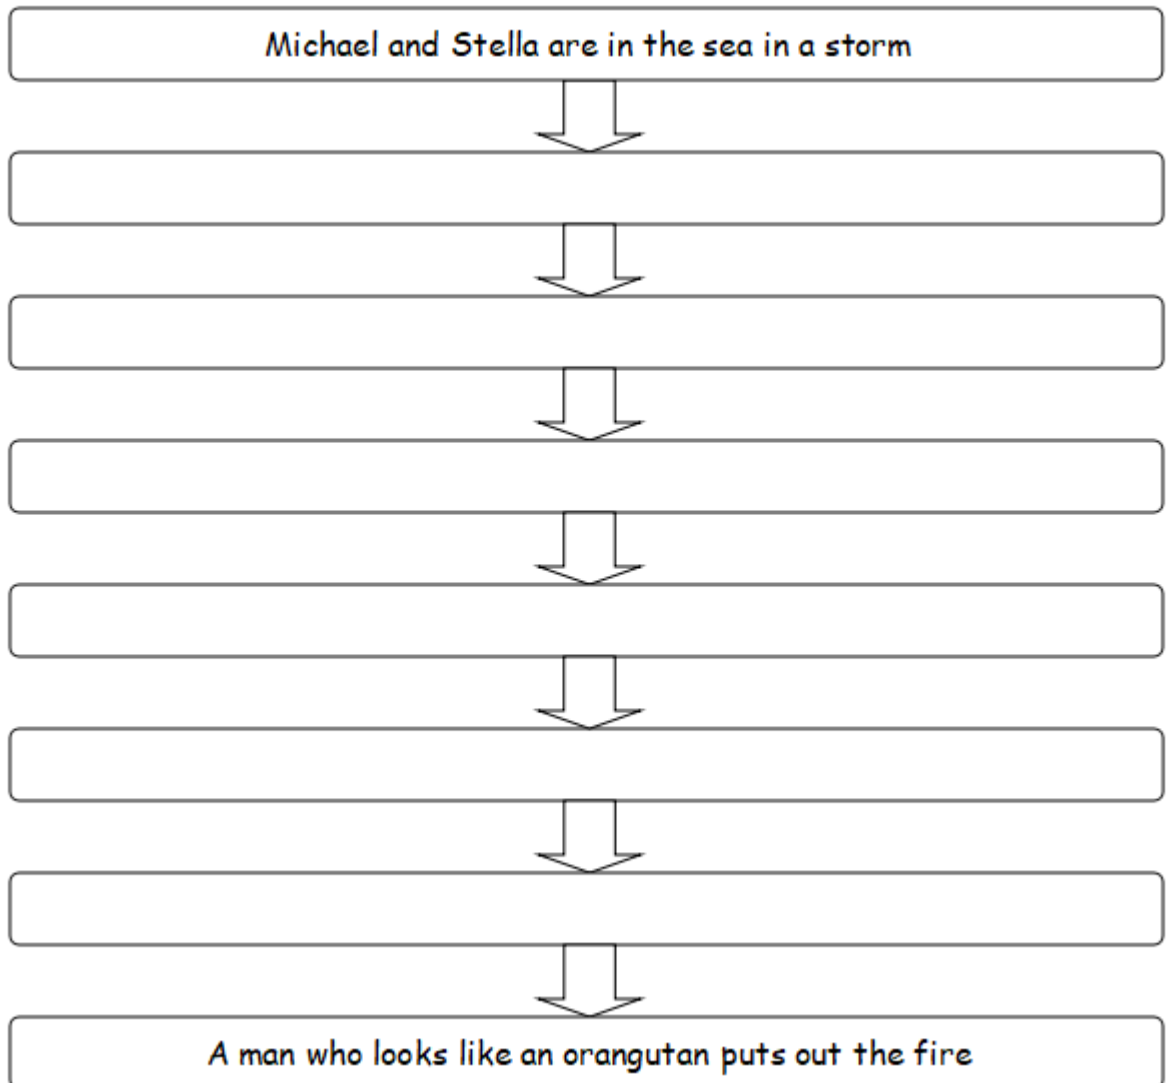 Michael and Stella are in the sea in a storm
A man who looks like an orangutan puts out the fire